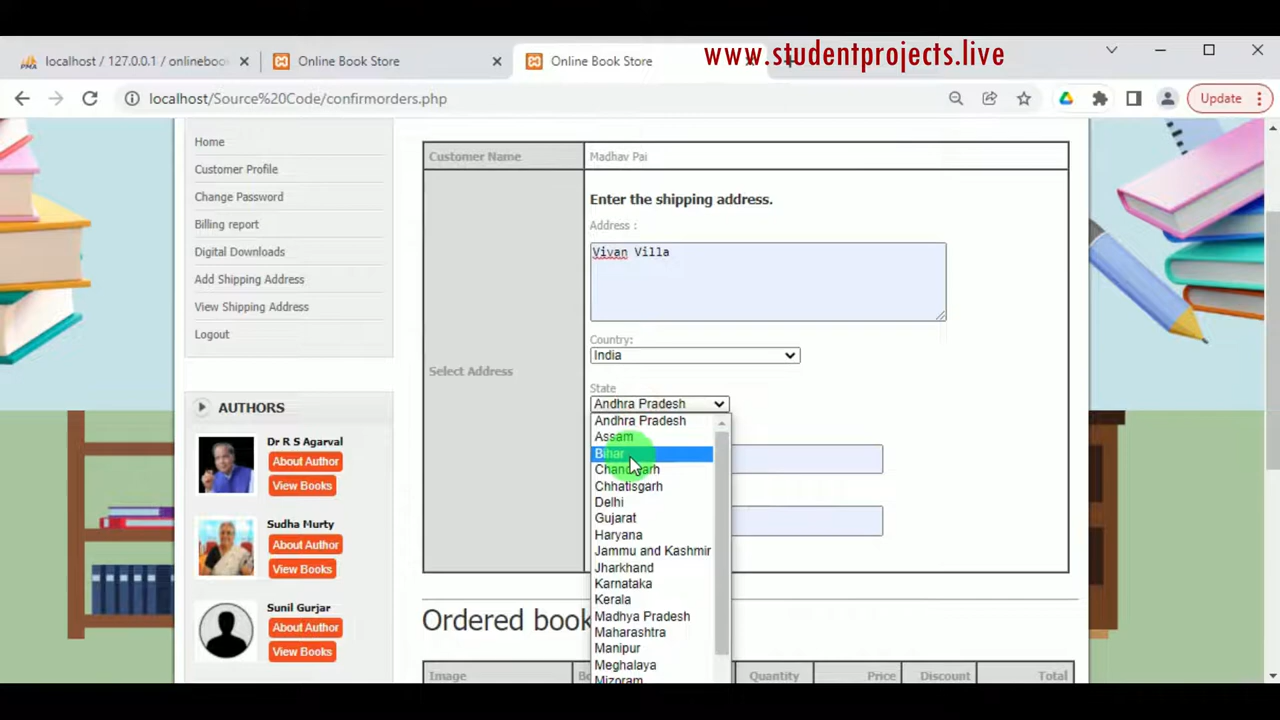 www.studentprojects.live
localhost / 127.0.0.1 / onlineboo
Online Book Store
Online Book Store
localhost/Source%20Code/confirmorders.php
Update
Home
Customer Profile
Change Password
Billing report
Digital Downloads
Add Shipping Address
View Shipping Address
Logout
AUTHORS
Dr R S Agarval
About Author
View Books
Sudha Murty
About Author
View Books
Sunil Gurjar
About Author
View Books
Customer Name
Madhav Pai
Select Address
Enter the shipping address.
Address :
Vivan Villa
Country:
India
State
Andhra Pradesh
Andhra Pradesh
Assam
Bihar
Chandigarh
Chhatisgarh
Delhi
Gujarat
Haryana
Jammu and Kashmir
Jharkhand
Karnataka
Kerala
Madhya Pradesh
Maharashtra
Manipur
Meghalaya
Mizoram
Ordered book
Image
Quantity
Price
Discount
Total